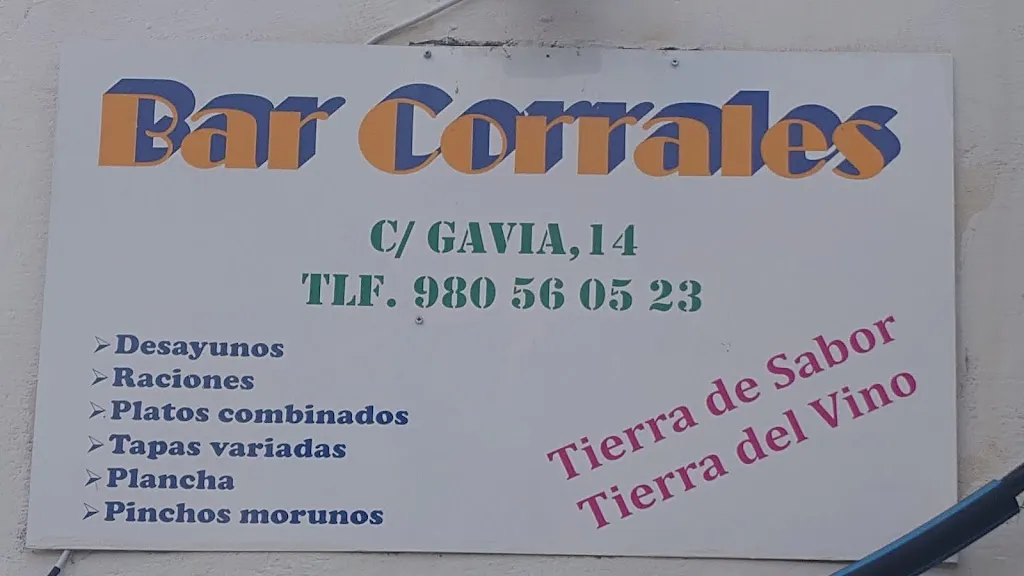 Bar Corrales
C/ GAVIA,14
TLF. 980 56 05 23
Desayunos
Raciones
Platos combinados
Tapas variadas
Plancha
Pinchos morunos
Tierra de Sabor
Tierra del Vino